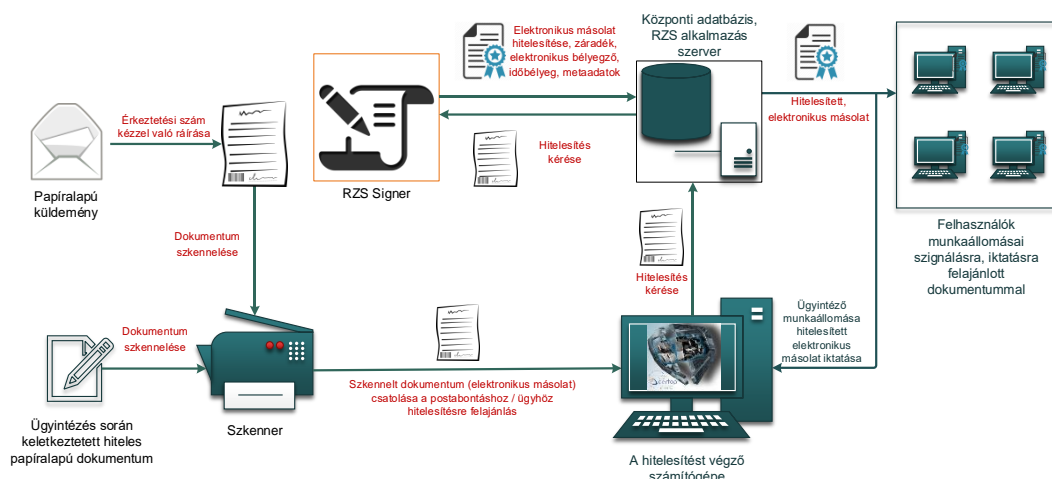 Elektronikus másolat
hitelesítése, záradék,
elektronikus bélyegző,
időbélyeg, metaadatok
Központi adatbázis,
RZS alkalmazás
szerver
Érkeztetési szám
kézzel való ráírása
Hitelesített,
elektronikus másolat
Hitelesítés
kérése
Papíralapú
küldemény
RZS Signer
Felhasználók
munkaállomásai
szignálásra, iktatásra
felajánlott
dokumentummal
Dokumentum
szkennelése
Hitelesítés
kérése
Dokumentum
szkennelése
Ügyintéző
munkaállomása
hitelesített
elektronikus
másolat iktatása
Szkennelt dokumentum (elektronikus másolat)
csatolása a postabontáshoz / ügyhöz
hitelesítésre felajánlás
Ügyintézés során
keletkeztetett hiteles
papíralapú dokumentum
Szkenner
A hitelesítést végző
számítógépe